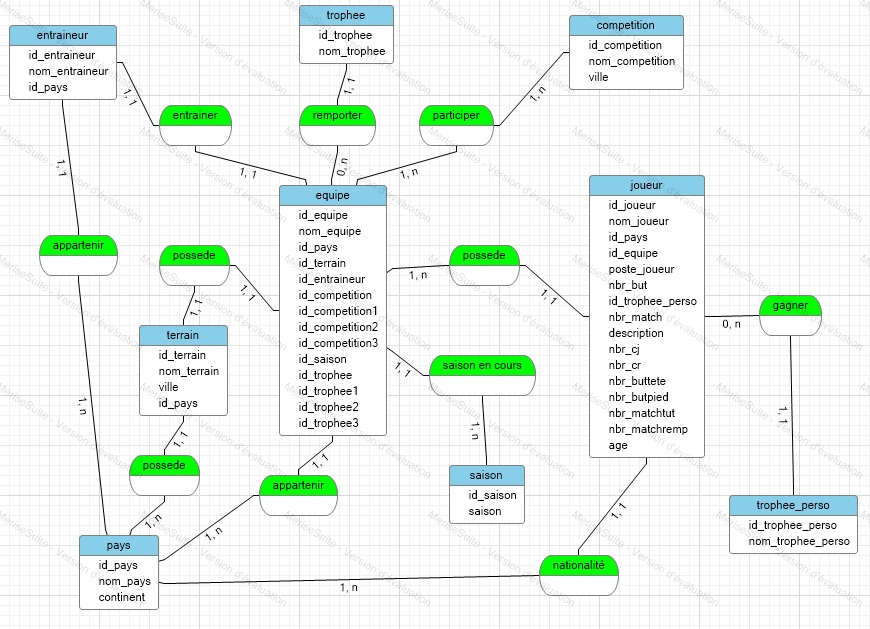 trophee
id_trophee
nom_trophee
competition
id_competition
nom_competition
ville
entraineur
id_entraineur
nom_entraineur
id_pays
1, 1
1, 1
1, n
entrainer
remporter
participer
1, 1
1, 1
0, n
1, n
equipe
id_equipe
nom_equipe
id_pays
id_terrain
id_entraineur
id_competition
id_competition1
id_competition2
id_competition3
id_saison
id_trophee
id_trophee1
id_trophee2
id_trophee3
joueur
id_joueur
nom_joueur
id_pays
id_equipe
poste_joueur
nbr_but
id_trophee_perso
nbr_match
description
nbr_cj
nbr_cr
nbr_buttete
nbr_butpied
nbr_matchtut
nbr_matchremp
age
appartenir
possede
possede
1, n
1, 1
1, 1
1, 1
gagner
0, n
terrain
id_terrain
nom_terrain
ville
id_pays
saison en cours
1, 1
1, n
1, n
1, 1
1, 1
possede
1, 1
appartenir
saison
id_saison
saison
trophee_perso
id_trophee_perso
nom_trophee_perso
1, n
1, n
1, 1
pays
id_pays
nom_pays
continent
nationalité
1, n
MeriseSuite - Version d'évaluation